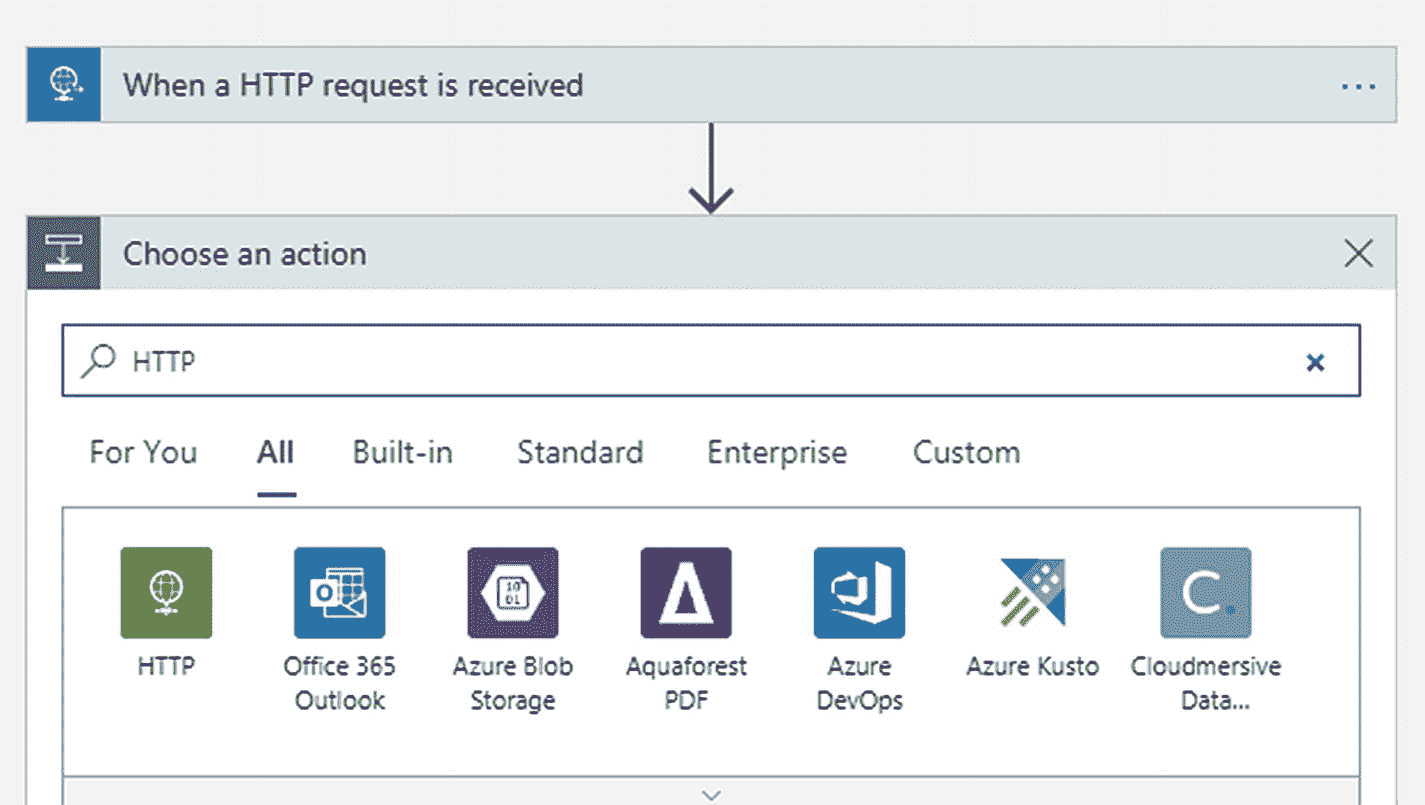 When a HTTP request is received
Choose an action
HTTP
For You All Built-in Standard Enterprise Custom
HTTP Office 365 Azure Blob Aquaforest Azure Azure Kusto Cloudmersive
Outlook Storage PDF DevOps Data...